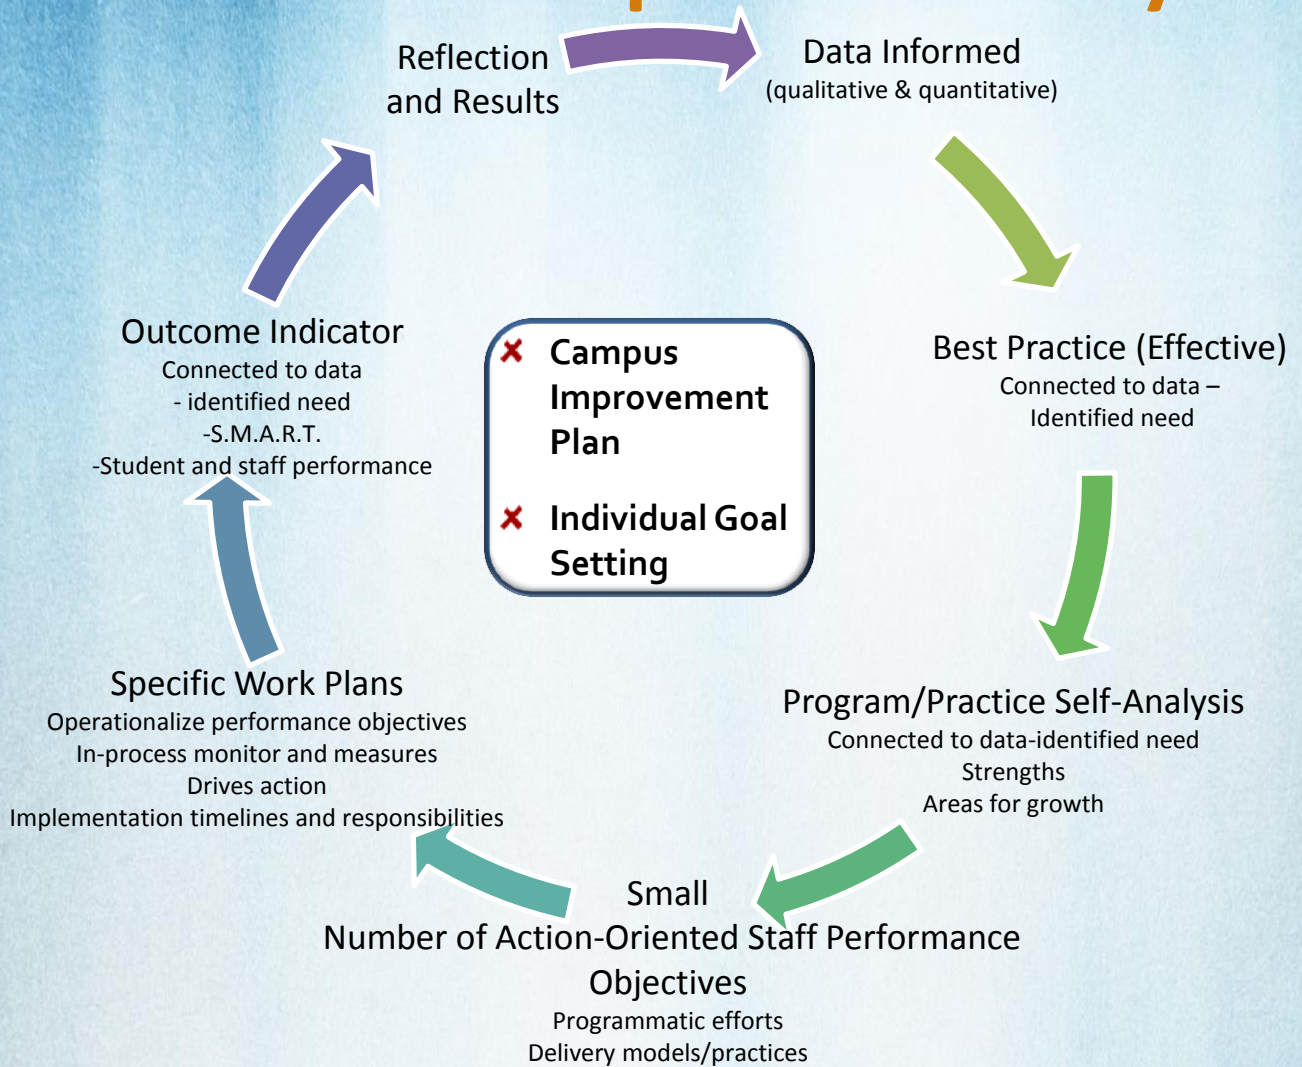 Reflection
and Results
Data Informed
(qualitative & quantitative)
Best Practice (Effective)
Connected to data –
Identified need
Program/Practice Self-Analysis
Connected to data-identified need
Strengths
Areas for growth
Small
Number of Action-Oriented Staff Performance
Objectives
Programmatic efforts
Delivery models/practices
Specific Work Plans
Operationalize performance objectives
In-process monitor and measures
Drives action
Implementation timelines and responsibilities
Outcome Indicator
Connected to data
- identified need
-S.M.A.R.T.
-Student and staff performance
Campus
Improvement
Plan
Individual Goal
Setting